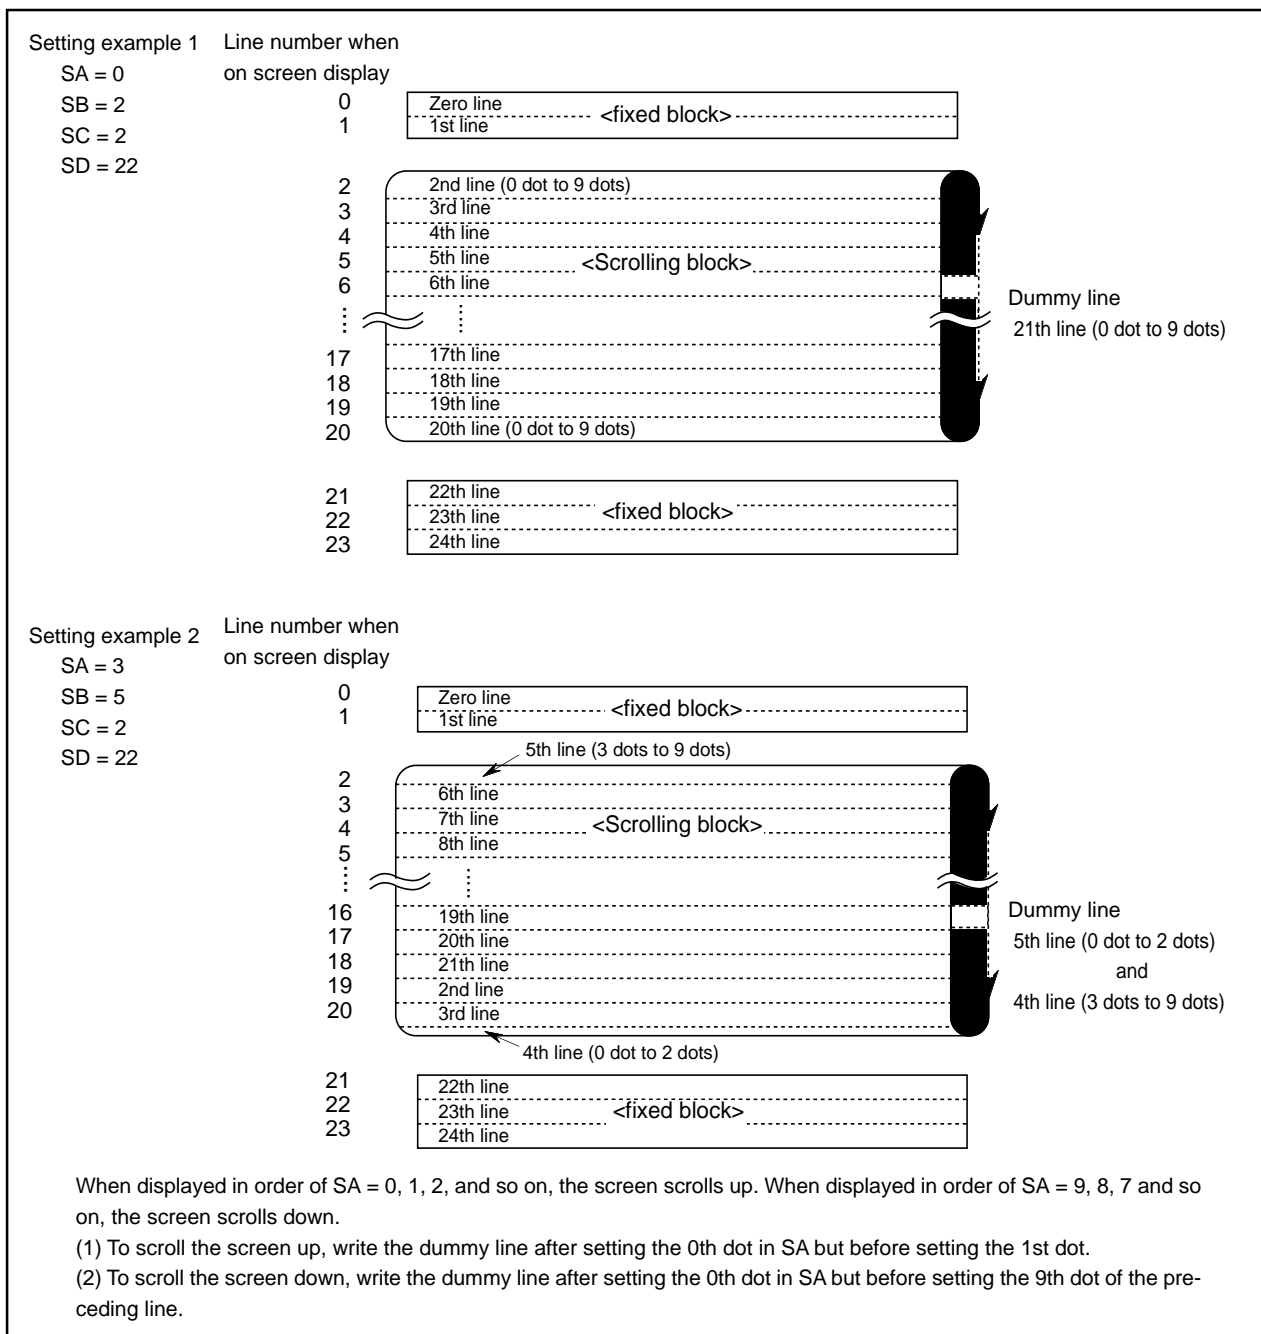 Setting example 1
SA = 0
SB = 2
SC = 2
SD = 22
Line number when
on screen display
0 Zero line
1 1st line
<fixed block>
2 2nd line (0 dot to 9 dots)
3 3rd line
4 4th line
5 5th line
<Scrolling block>
6 6th line
17 17th line
18 18th line
19 19th line
20 20th line (0 dot to 9 dots)
Dummy line
21th line (0 dot to 9 dots)
21 22th line
22 23th line
<fixed block>
23 24th line
Setting example 2
SA = 3
SB = 5
SC = 2
SD = 22
Line number when
on screen display
0 Zero line
1 1st line
<fixed block>
5th line (3 dots to 9 dots)
2
3 6th line
4 7th line
<Scrolling block>
5 8th line
16 19th line
17 20th line
18 21th line
19 2nd line
20 3rd line
4th line (0 dot to 2 dots)
Dummy line
5th line (0 dot to 2 dots)
and
4th line (3 dots to 9 dots)
21 22th line
22 23th line
<fixed block>
23 24th line
When displayed in order of SA = 0, 1, 2, and so on, the screen scrolls up. When displayed in order of SA = 9, 8, 7 and so
on, the screen scrolls down.
(1) To scroll the screen up, write the dummy line after setting the 0th dot in SA but before setting the 1st dot.
(2) To scroll the screen down, write the dummy line after setting the 0th dot in SA but before setting the 9th dot of the pre-
ceding line.